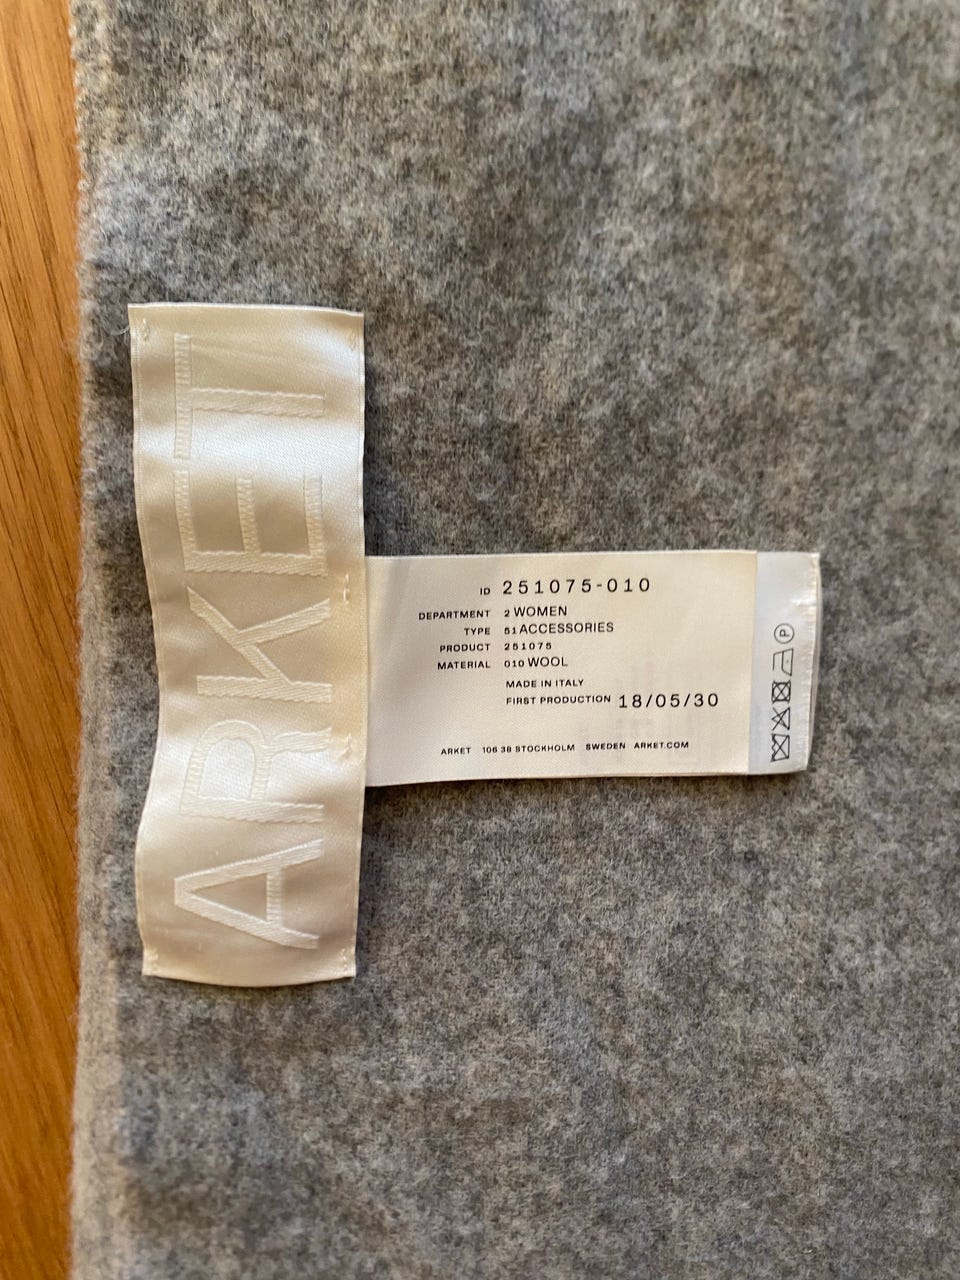 ARKET
ID 251075-010
DEPARTMENT 2 WOMEN
TYPE 51 ACCESSORIES
PRODUCT 251075
MATERIAL 010 WOOL
MADE IN ITALY
FIRST PRODUCTION 18/05/30
ARKET 106 38 STOCKHOLM SWEDEN ARKET.COM
P